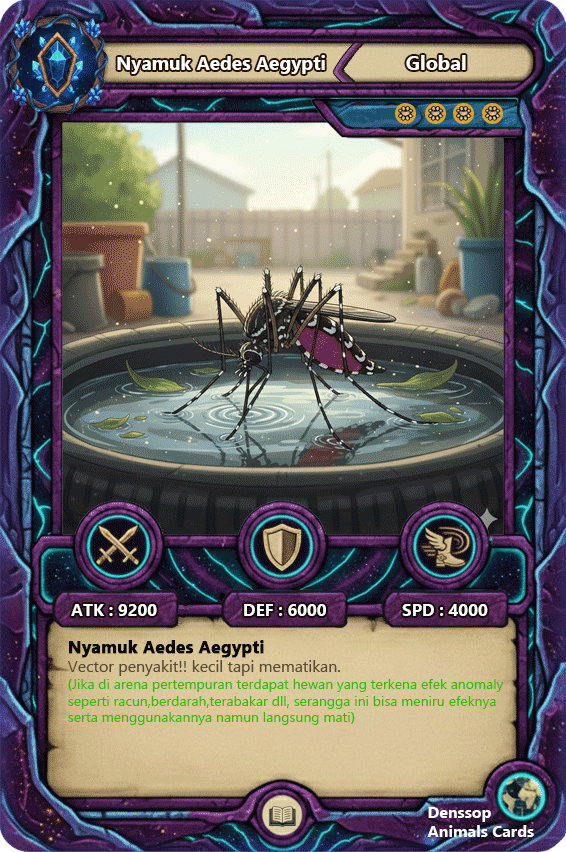 Nyamuk Aedes Aegypti
Global
ATK : 9200
DEF : 6000
SPD : 4000
Nyamuk Aedes Aegypti
Vector penyakit!! kecil tapi mematikan.
(Jika di arena pertempuran terdapat hewan yang terkena efek anomaly
seperti racun,berdarah,terabakar dll, serangga ini bisa meniru efeknya
serta menggunakannya namun langsung mati)
Denssop
Animals Cards